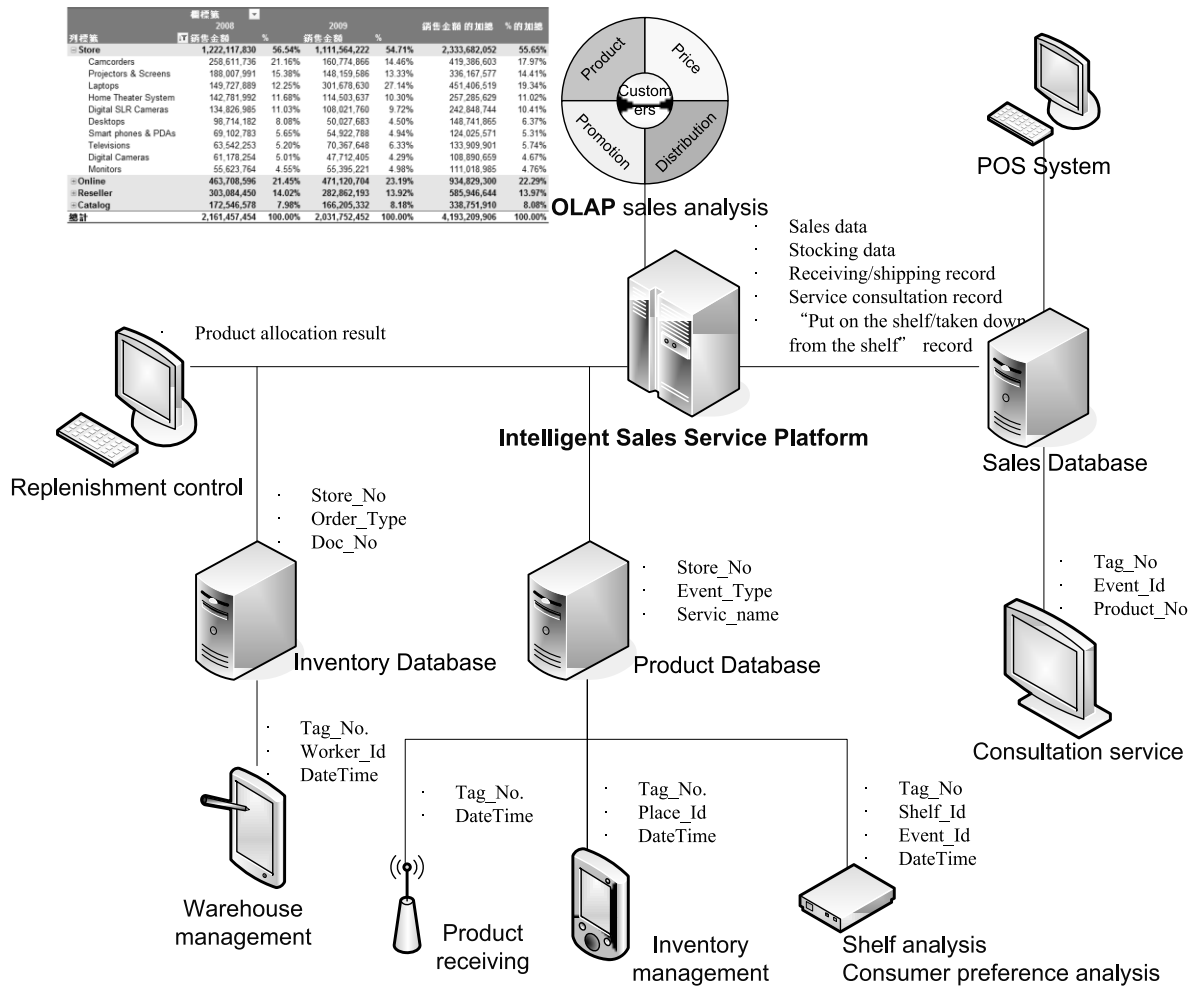 欄標籤
2008 2009 銷售金額 的加總 % 的加總
列標籤 銷售金額 % 銷售金額 %
Store 1,222,117,830 56.54% 1,111,564,222 54.71% 2,333,682,052 55.65%
Camcorders 258,611,736 21.16% 160,774,866 14.46% 419,386,603 17.97%
Projectors & Screens 188,007,991 15.38% 148,159,586 13.33% 336,167,577 14.41%
Laptops 149,727,889 12.25% 301,678,630 27.14% 451,406,519 19.34%
Home Theater System 142,781,992 11.68% 114,503,637 10.30% 257,285,629 11.02%
Digital SLR Cameras 134,826,985 11.03% 108,021,760 9.72% 242,848,744 10.41%
Desktops 98,714,182 8.08% 50,027,683 4.50% 148,741,865 6.37%
Smart phones & PDAs 69,102,783 5.65% 54,922,788 4.94% 124,025,571 5.31%
Televisions 63,542,253 5.20% 70,367,648 6.33% 133,909,901 5.74%
Digital Cameras 61,178,254 5.01% 47,712,405 4.29% 108,890,659 4.67%
Monitors 55,623,764 4.55% 55,395,221 4.98% 111,018,985 4.76%
Online 463,708,596 21.45% 471,120,704 23.19% 934,829,300 22.29%
Reseller 303,084,450 14.02% 282,862,193 13.92% 585,946,644 13.97%
Catalog 172,546,578 7.98% 166,205,332 8.18% 338,751,910 8.08%
總計 2,161,457,454 100.00% 2,031,752,452 100.00% 4,193,209,906 100.00%
Product
Price
Custom
ers
Promotion
Distribution
OLAP sales analysis
POS System
· Sales data
· Stocking data
· Receiving/shipping record
· Service consultation record
· “Put on the shelf/taken down
from the shelf” record
· Product allocation result
Intelligent Sales Service Platform
Sales Database
Replenishment control
· Store_No
· Order_Type
· Doc_No
Inventory Database
· Store_No
· Event_Type
· Servic_name
Product Database
· Tag_No
· Event_Id
· Product_No
Consultation service
· Tag_No.
· Worker_Id
· DateTime
Warehouse
management
· Tag_No.
· DateTime
Product
receiving
· Tag_No.
· Place_Id
· DateTime
Inventory
management
· Tag_No
· Shelf_Id
· Event_Id
· DateTime
Shelf analysis
Consumer preference analysis